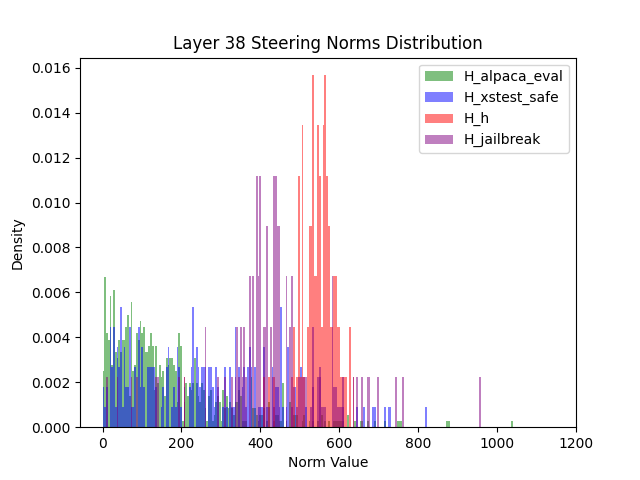 Layer 38 Steering Norms Distribution
H_alpaca_eval
H_xstest_safe
H_h
H_jailbreak
0.016
0.014
0.012
0.010
0.008
0.006
0.004
0.002
0.000
Density
0
200
400
600
800
1000
1200
Norm Value